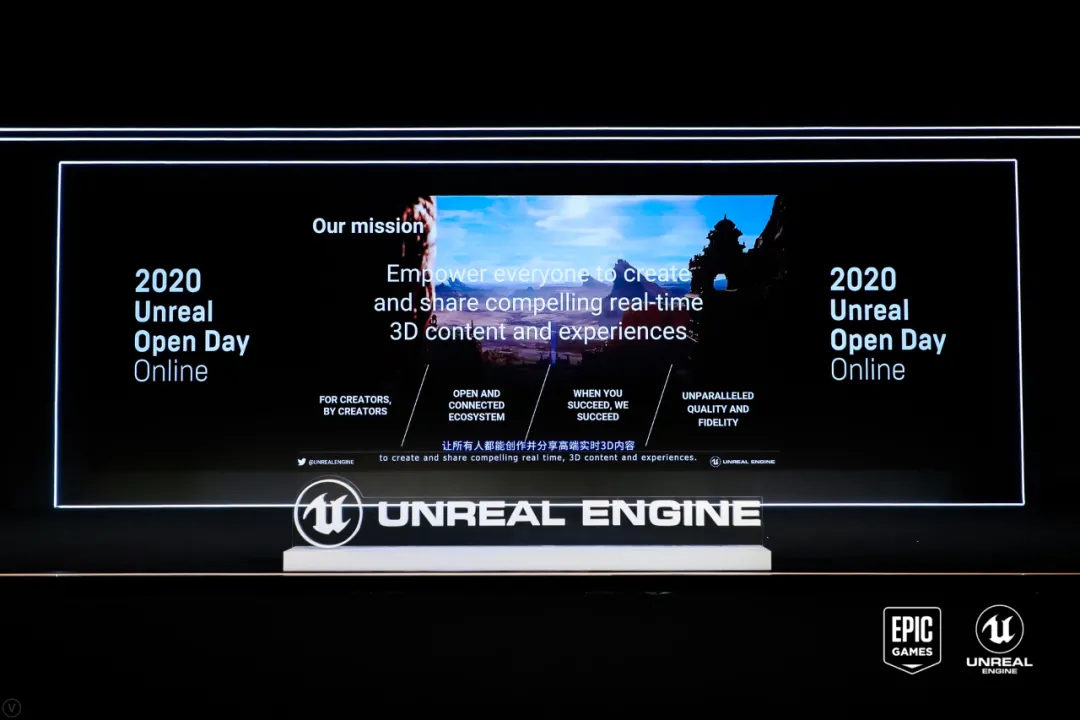 Our mission
Empower everyone to create
and share compelling real-time
3D content and experiences
2020
Unreal
Open Day
Online
2020
Unreal
Open Day
Online
FOR CREATORS,
BY CREATORS
OPEN AND
CONNECTED
ECOSYSTEM
WHEN YOU
SUCCEED, WE
SUCCEED
UNPARALLELED
QUALITY AND
FIDELITY
让所有人都能创作并分享高端实时3D内容
to create and share compelling real time, 3D content and experiences.
@UNREALENGINE
UNREAL ENGINE
UNREAL ENGINE
EPIC
GAMES
UNREAL
ENGINE
V